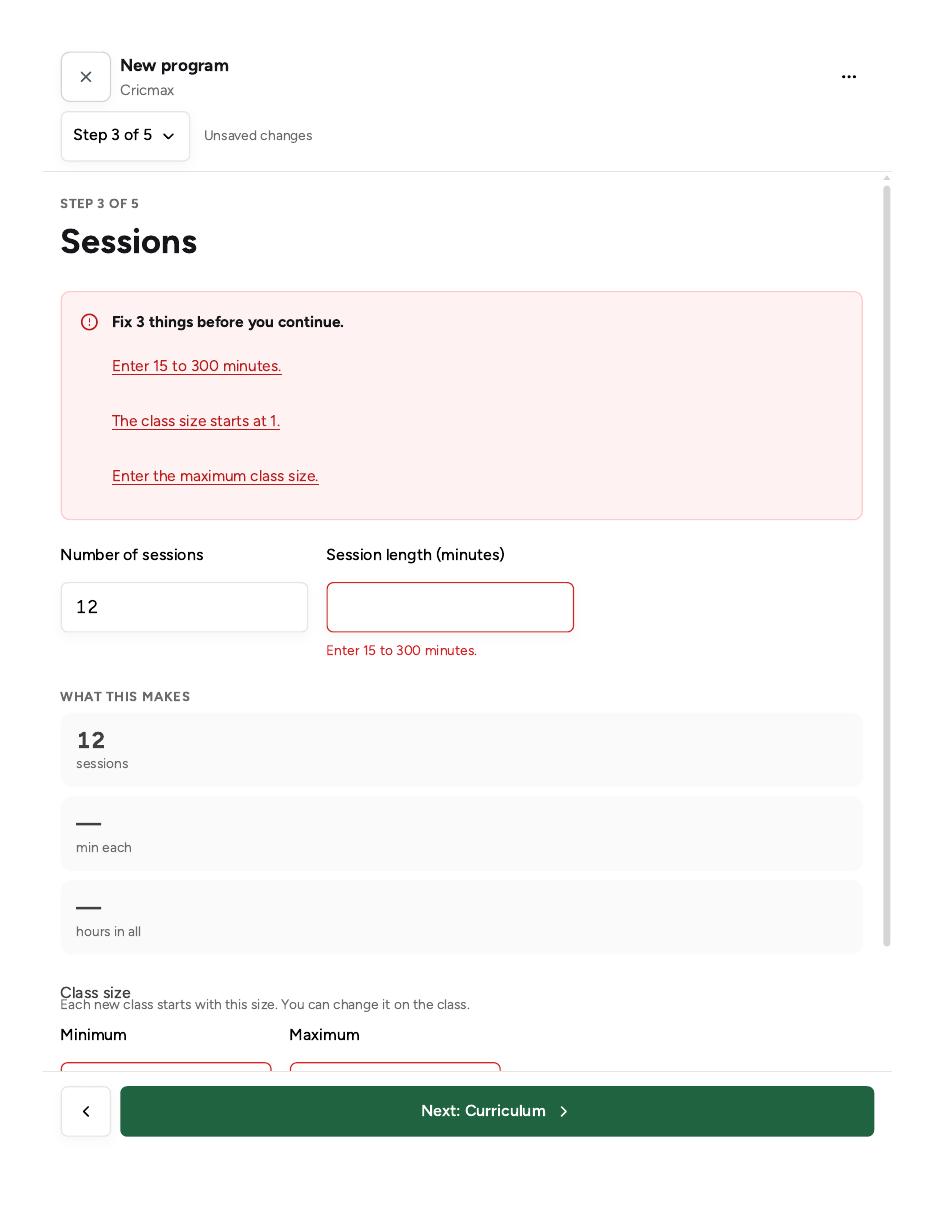 New program
Cricmax
Step 3 of 5
Unsaved changes
STEP 3 OF 5
Sessions
Fix 3 things before you continue.
Enter 15 to 300 minutes.
The class size starts at 1.
Enter the maximum class size.
Number of sessions
Session length (minutes)
12
Enter 15 to 300 minutes.
WHAT THIS MAKES
12
sessions
—
min each
—
hours in all
Class size
Each new class starts with this size. You can change it on the class.
Minimum
Maximum
Next: Curriculum